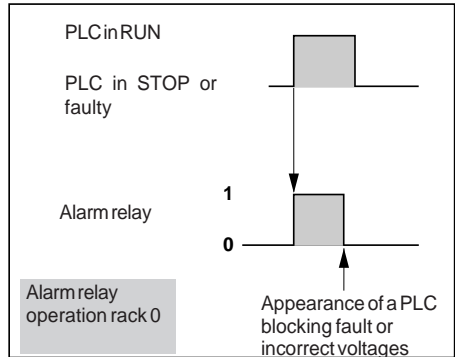 PLC in RUN
PLC in STOP or
faulty
1
Alarm relay
0
Alarm relay
operation rack 0
Appearance of a PLC
blocking fault or
incorrect voltages